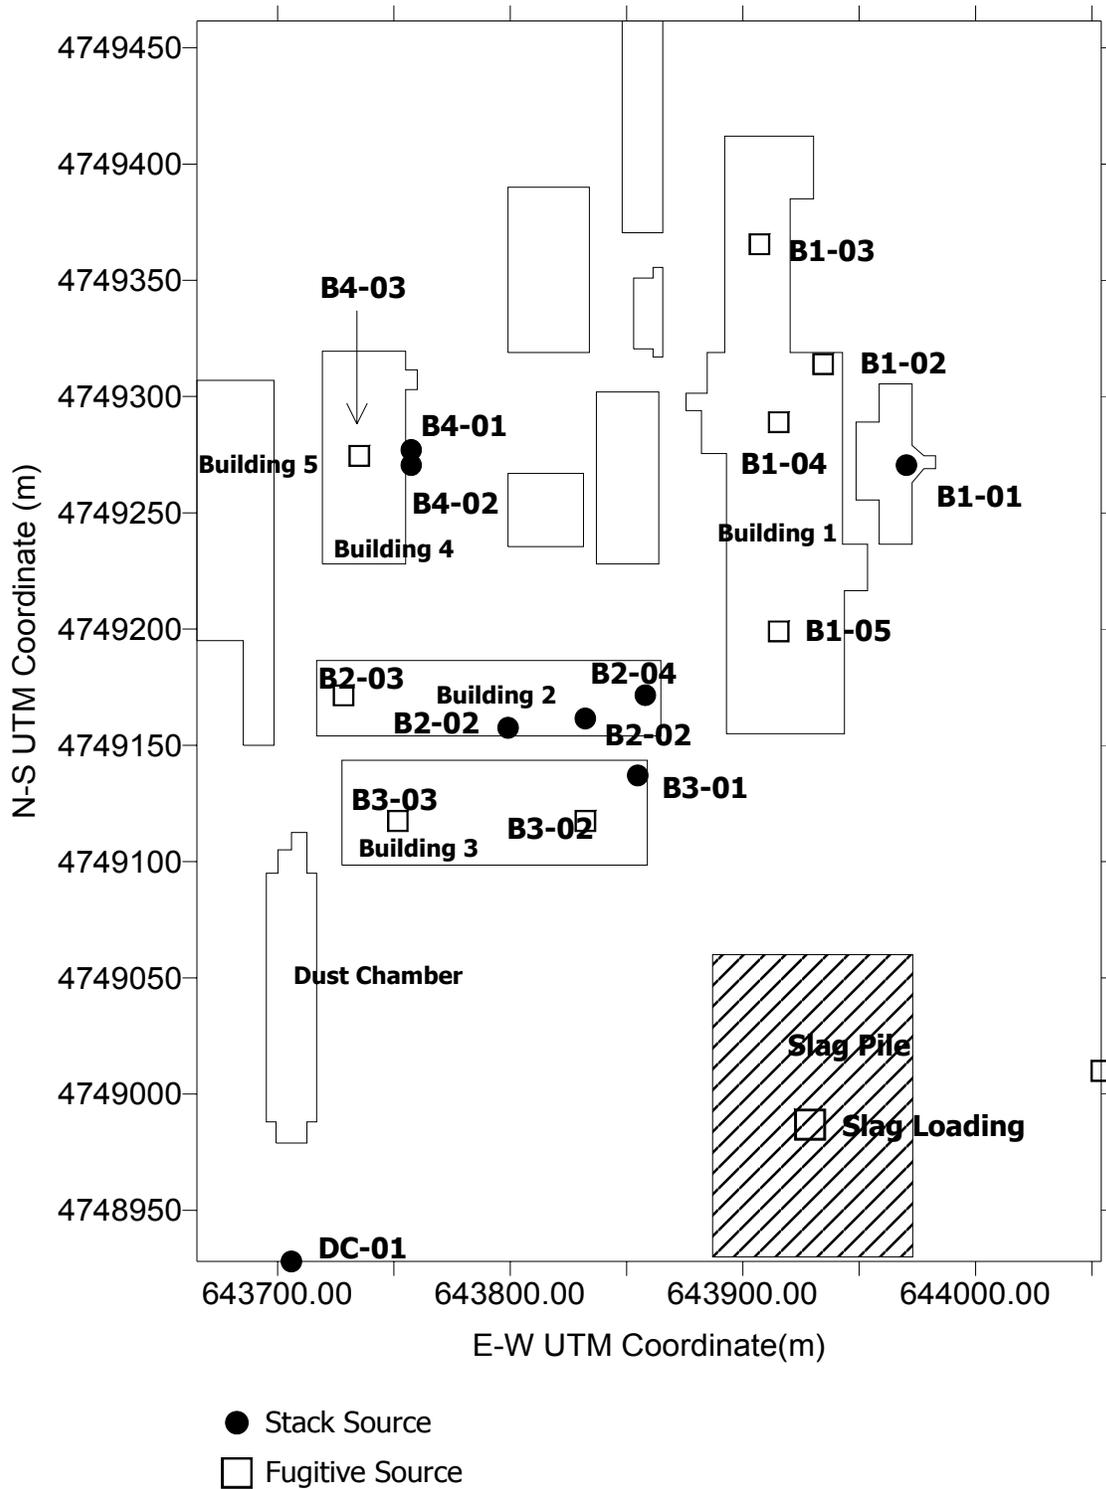 4749450
4749400
B1-03
4749350
B4-03
B1-02
4749300
B4-01
B1-04
Building 5
B1-01
B4-02
4749250
Building 1
Building 4
4749200
B1-05
B2-03
B2-04
Building 2
B2-02
B2-02
4749150
B3-01
B3-03
B3-02
Building 3
4749100
4749050
Dust Chamber
Slag Pile
4749000
Slag Loading
4748950
DC-01
N-S UTM Coordinate (m)
643700.00 643800.00 643900.00 644000.00
E-W UTM Coordinate(m)
Stack Source
Fugitive Source